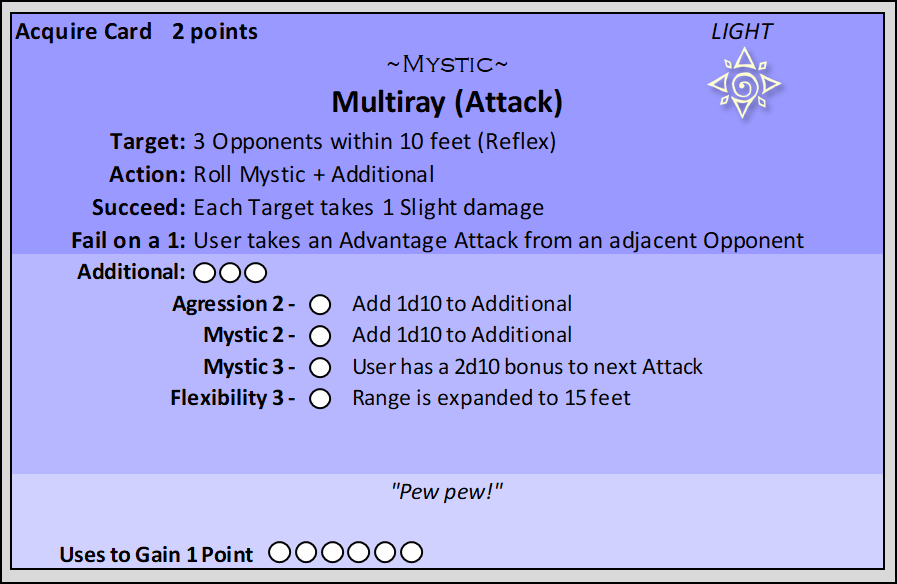 Acquire Card 2 points LIGHT
~Mystic~
Multiray (Attack)
Target: 3 Opponents within 10 feet (Reflex)
Action: Roll Mystic + Additional
Succeed: Each Target takes 1 Slight damage
Fail on a 1: User takes an Advantage Attack from an adjacent Opponent
Additional:
Agression 2 - Add 1d10 to Additional
Mystic 2 - Add 1d10 to Additional
Mystic 3 - User has a 2d10 bonus to next Attack
Flexibility 3 - Range is expanded to 15 feet
"Pew pew!"
Uses to Gain 1 Point